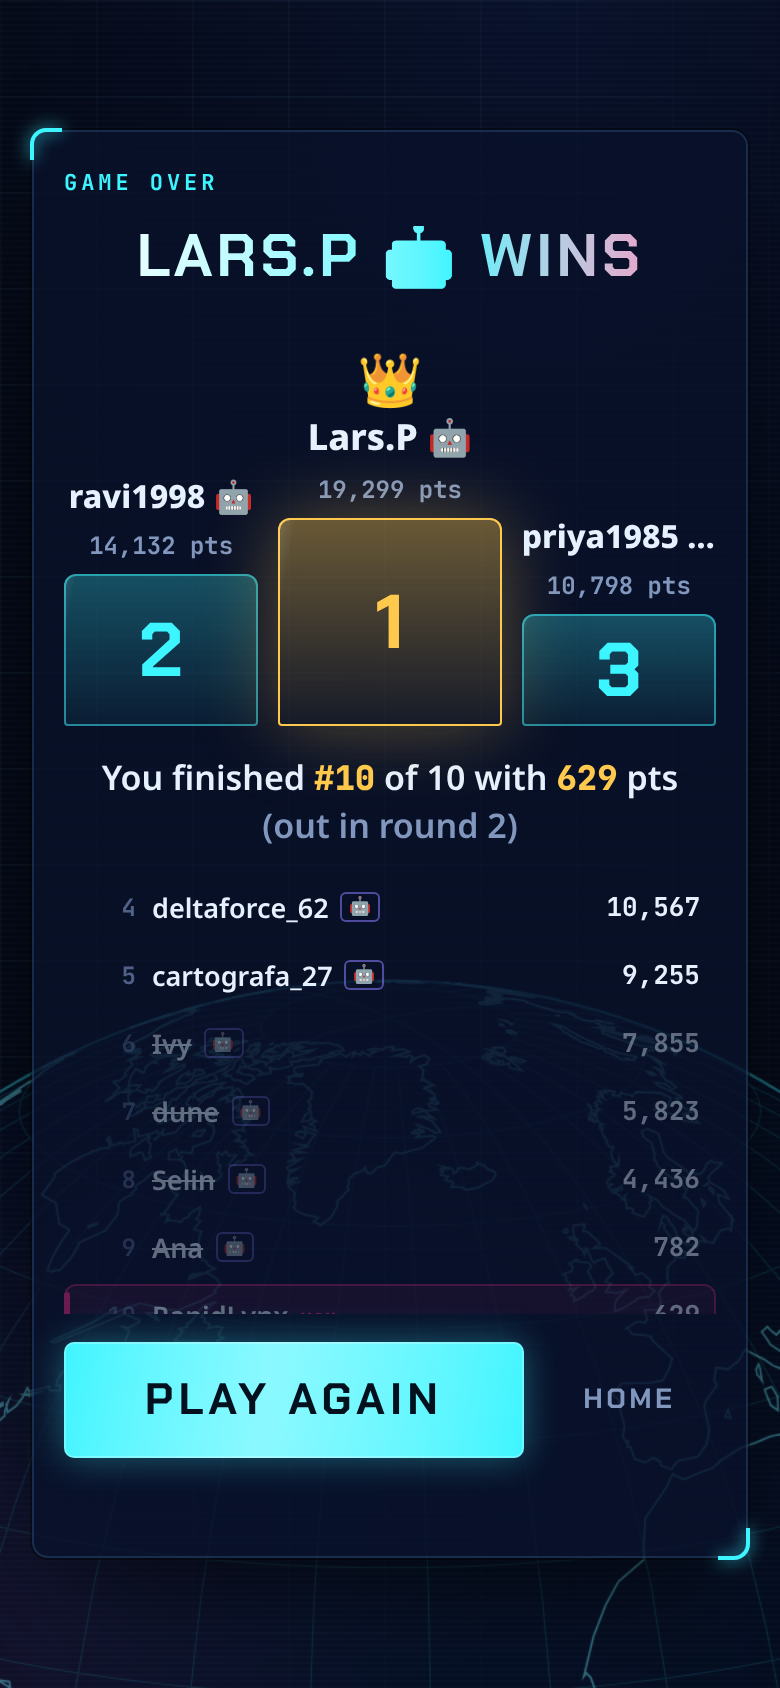 GAME OVER
LARS.P 🤖 WINS
👑
Lars.P 🤖
19,299 pts
ravi1998 🤖
14,132 pts
priya1985 ...
10,798 pts
2
1
3
You finished #10 of 10 with 629 pts
(out in round 2)
4 deltaforce_62 🤖 10,567
5 cartografa_27 🤖 9,255
6 Ivy 🤖 7,855
7 dune 🤖 5,823
8 Selin 🤖 4,436
9 Ana 🤖 782
10 RapidLynx 629
PLAY AGAIN
HOME